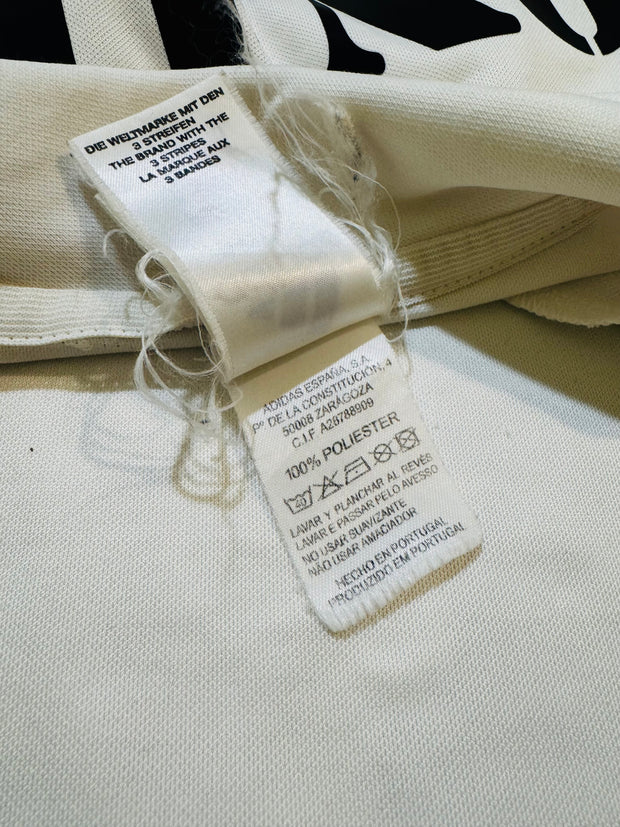 DIE WELTMARKE MIT DEN
3 STREIFEN
THE BRAND WITH THE
3 STRIPES
LA MARQUE AUX
3 BANDES
ADIDAS ESPAÑA, S.A.
Pº DE LA CONSTITUCIÓN, 4
50008 ZARAGOZA
C.I.F A28788909
100% POLIESTER
40
LAVAR Y PLANCHAR AL REVÉS
LAVAR E PASSAR PELO AVESSO
NO USAR SUAVIZANTE
NÃO USAR AMACIADOR
HECHO EN PORTUGAL
PRODUZIDO EM PORTUGAL